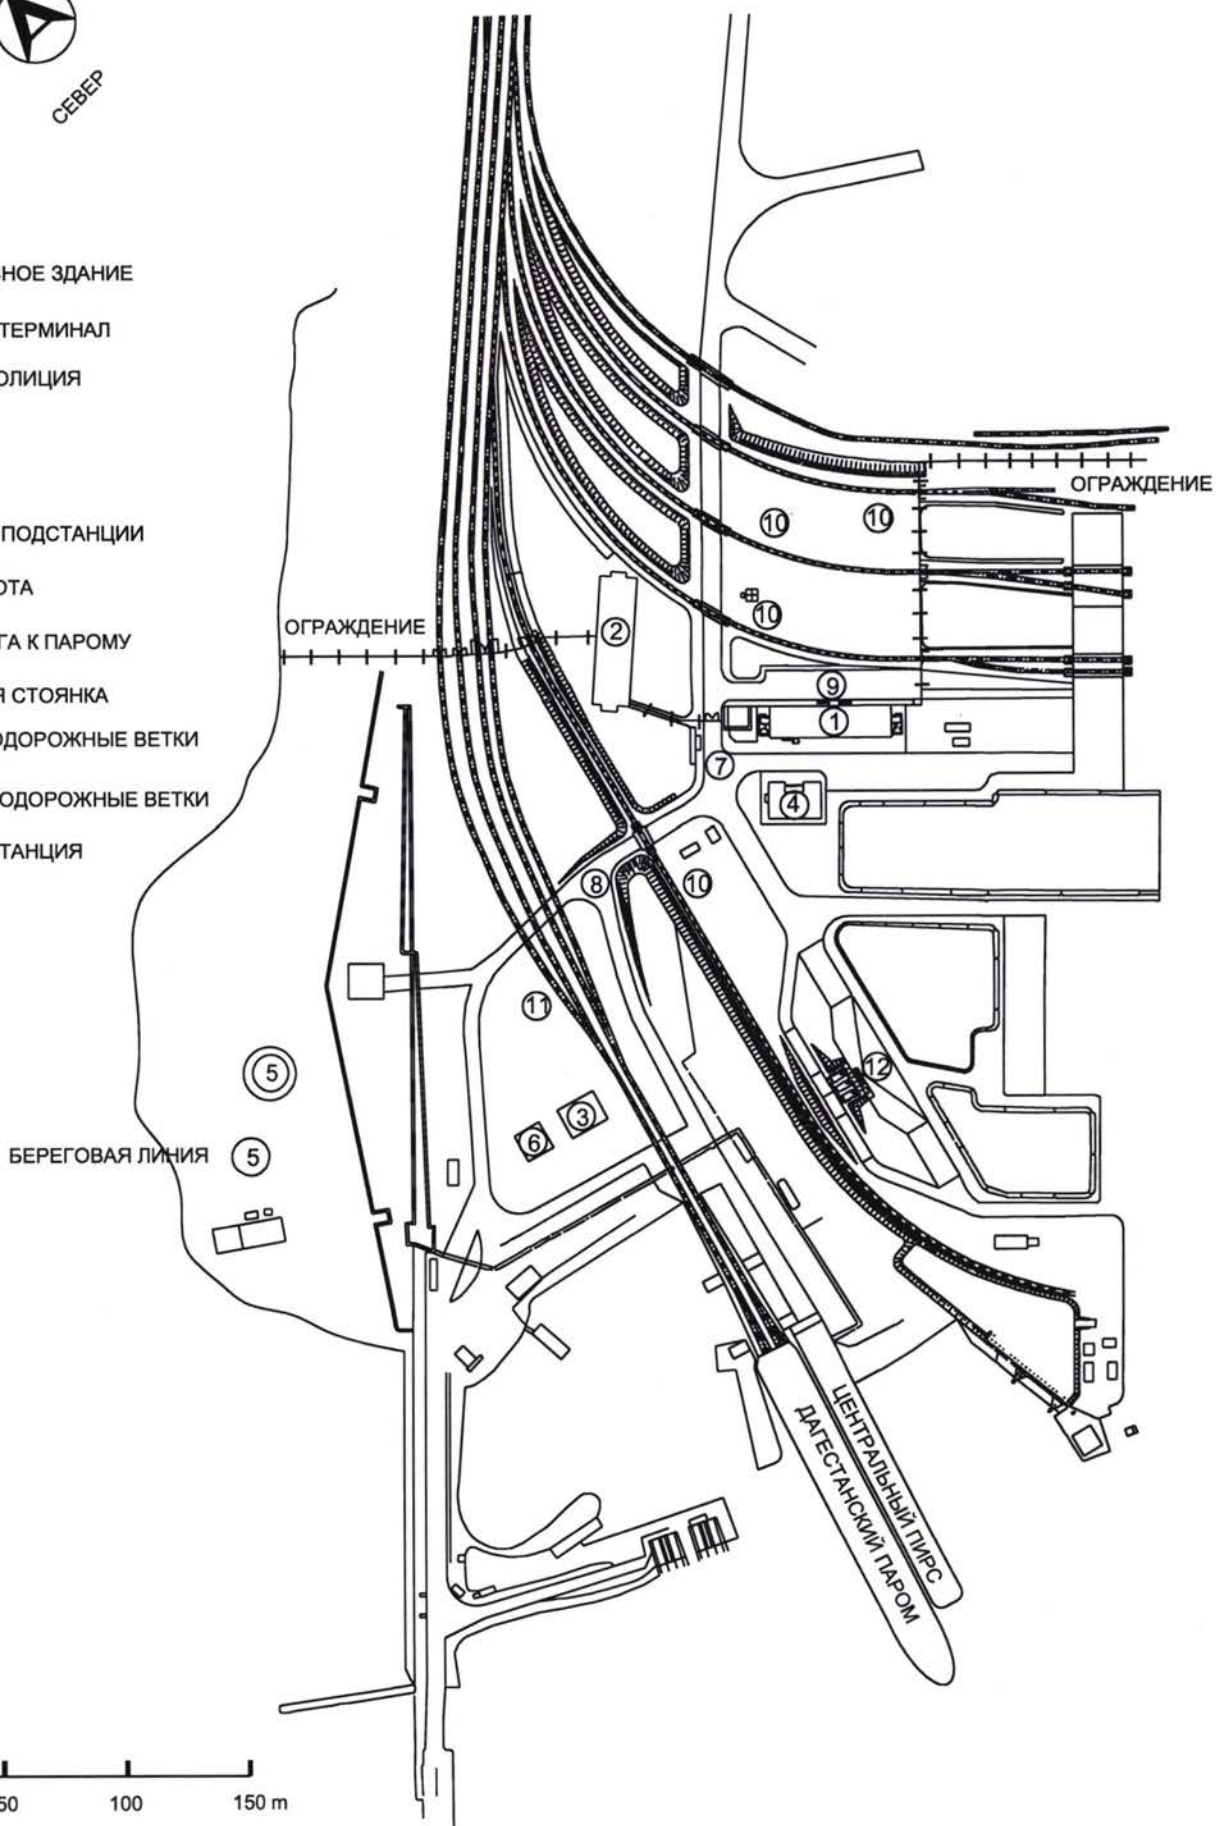 СЕВЕР
НОЕ ЗДАНИЕ
ТЕРМИНАЛ
ОЛИЦИЯ
ПОДСТАНЦИИ
ОТА
ГА К ПАРОМУ
Я СТОЯНКА
ОДОРОЖНЫЕ ВЕТКИ
ОДОРОЖНЫЕ ВЕТКИ
ТАНЦИЯ
ОГРАЖДЕНИЕ
10
10
10
ОГРАЖДЕНИЕ
2
9
1
7
4
8
10
11
12
5
3
6
БЕРЕГОВАЯ ЛИНИЯ
5
ЦЕНТРАЛЬНЫЙ ПИРС
ДАГЕСТАНСКИЙ ПАРОМ
50 100 150 m